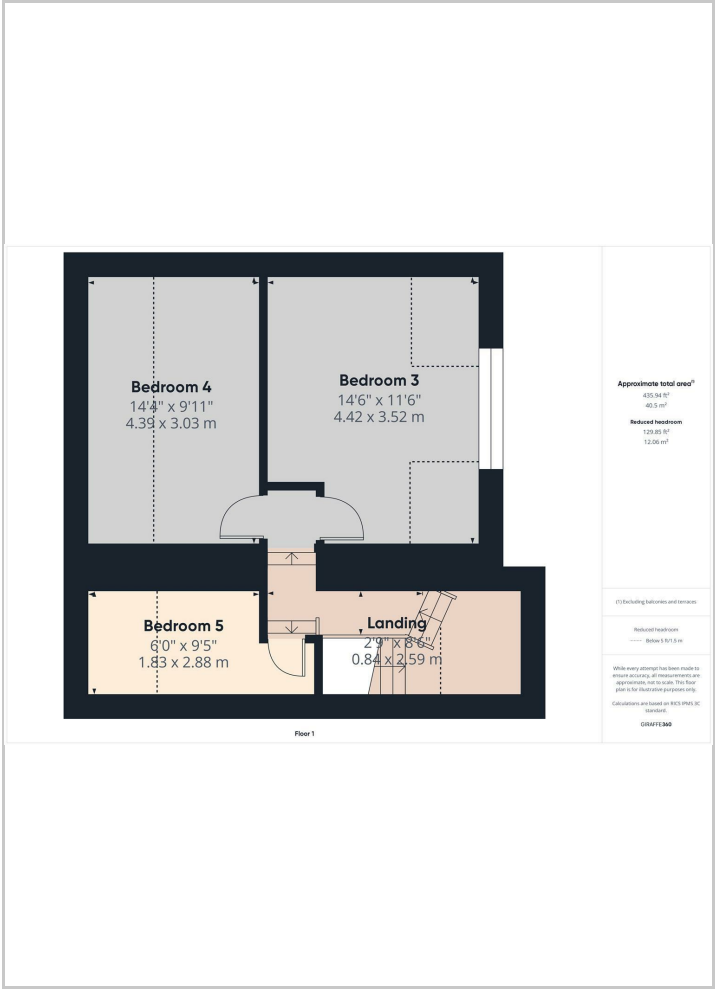 Bedroom 4
14'4" x 9'11"
4.39 x 3.03 m
Bedroom 3
14'6" x 11'6"
4.42 x 3.52 m
Bedroom 5
6'0" x 9'5"
1.83 x 2.88 m
Landing
2'9" x 8'6"
0.84 x 2.59 m
Floor 1
Approximate total area(1)
435.94 ft²
40.5 m²
Reduced headroom
129.85 ft²
12.06 m²
(1) Excluding balconies and terraces
Reduced headroom
Below 5 ft/1.5 m
While every attempt has been made to
ensure accuracy, all measurements are
approximate, not to scale. This floor
plan is for illustrative purposes only.
Calculations are based on RICS IPMS 3C
standard.
GIRAFFE360